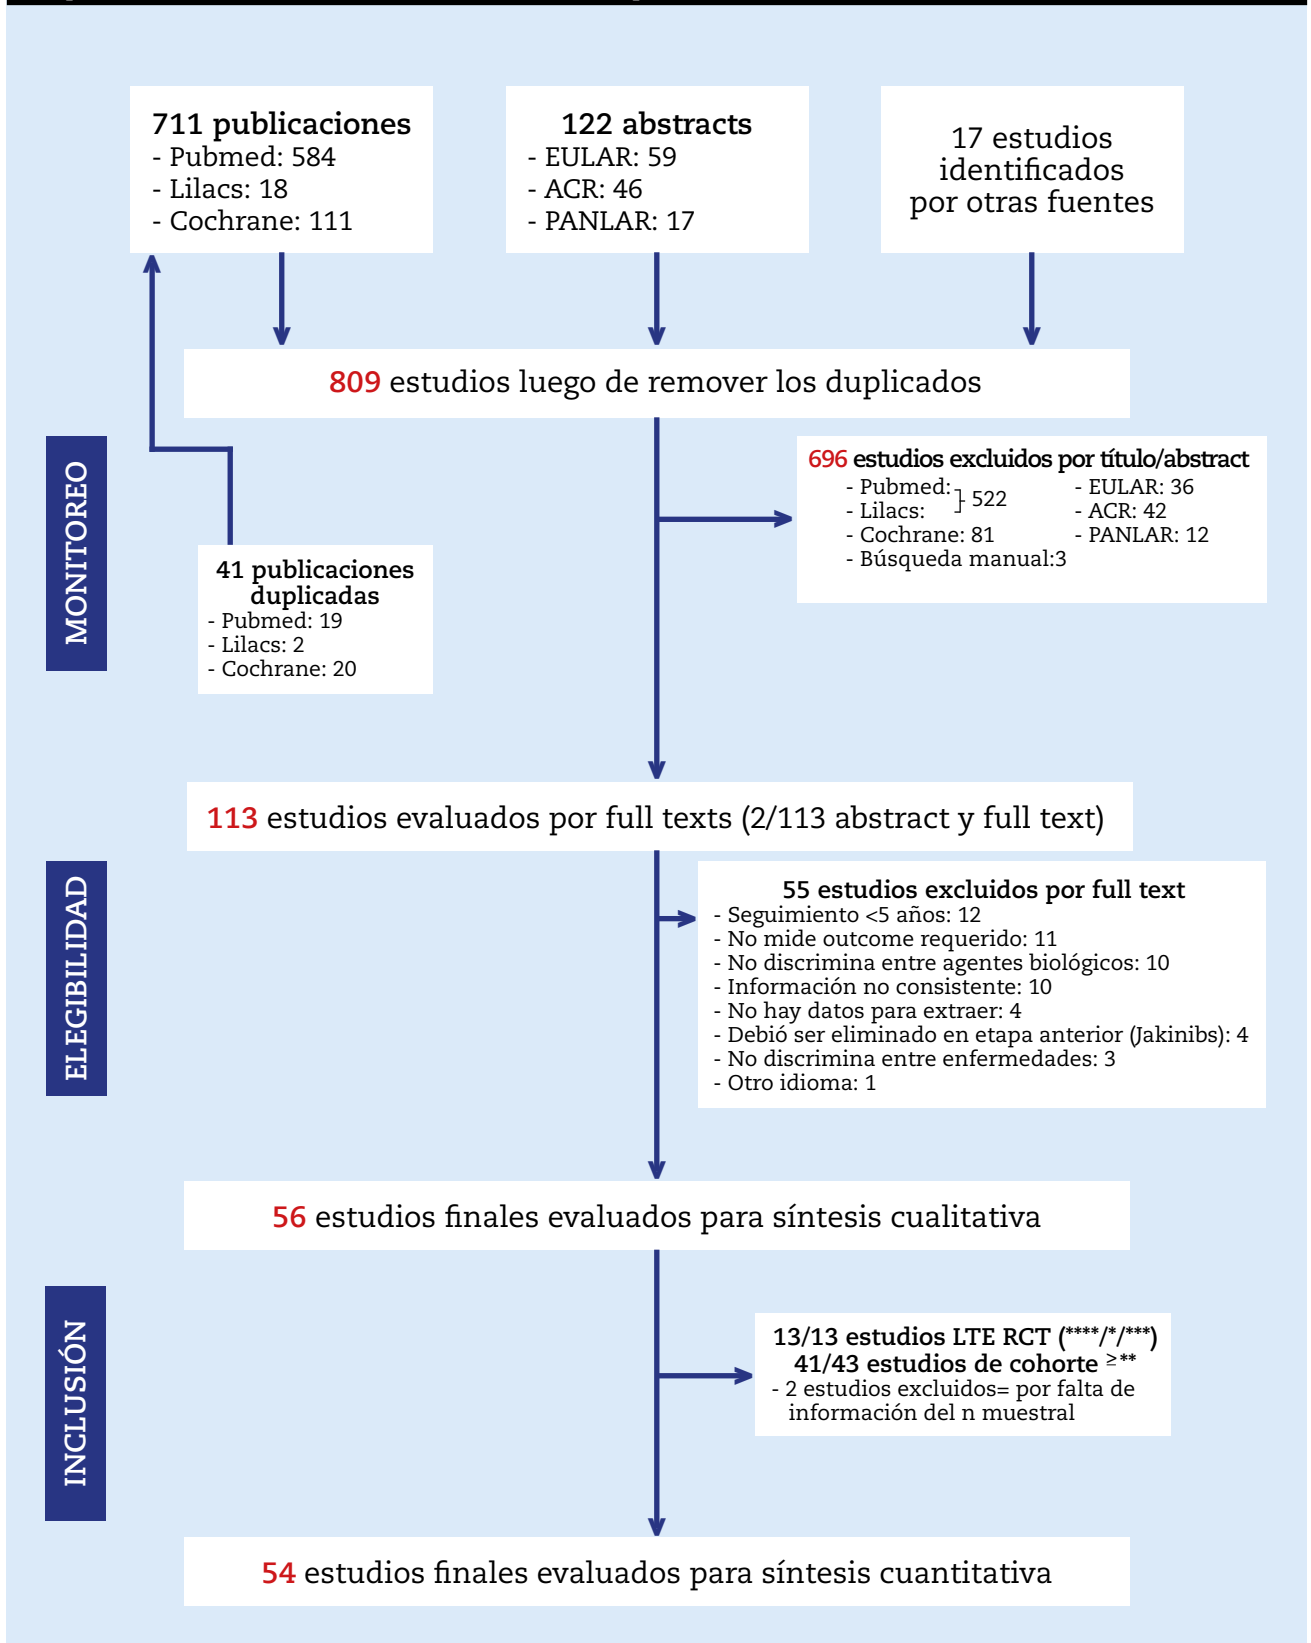 711 publicaciones
- Pubmed: 584
- Lilacs: 18
- Cochrane: 111
122 abstracts
- EULAR: 59
- ACR: 46
- PANLAR: 17
17 estudios
identificados
por otras fuentes
809 estudios luego de remover los duplicados
MONITOREO
696 estudios excluidos por título/abstract
- Pubmed:
- Lilacs:
522
- Cochrane: 81
- Búsqueda manual:3
- EULAR: 36
- ACR: 42
- PANLAR: 12
41 publicaciones
duplicadas
- Pubmed: 19
- Lilacs: 2
- Cochrane: 20
113 estudios evaluados por full texts (2/113 abstract y full text)
ELEGIBILIDAD
55 estudios excluidos por full text
- Seguimiento <5 años: 12
- No mide outcome requerido: 11
- No discrimina entre agentes biológicos: 10
- Información no consistente: 10
- No hay datos para extraer: 4
- Debió ser eliminado en etapa anterior (Jakinibs): 4
- No discrimina entre enfermedades: 3
- Otro idioma: 1
56 estudios finales evaluados para síntesis cualitativa
INCLUSIÓN
13/13 estudios LTE RCT (****/*/***)
41/43 estudios de cohorte ≥**
- 2 estudios excluidos= por falta de
información del n muestral
54 estudios finales evaluados para síntesis cuantitativa